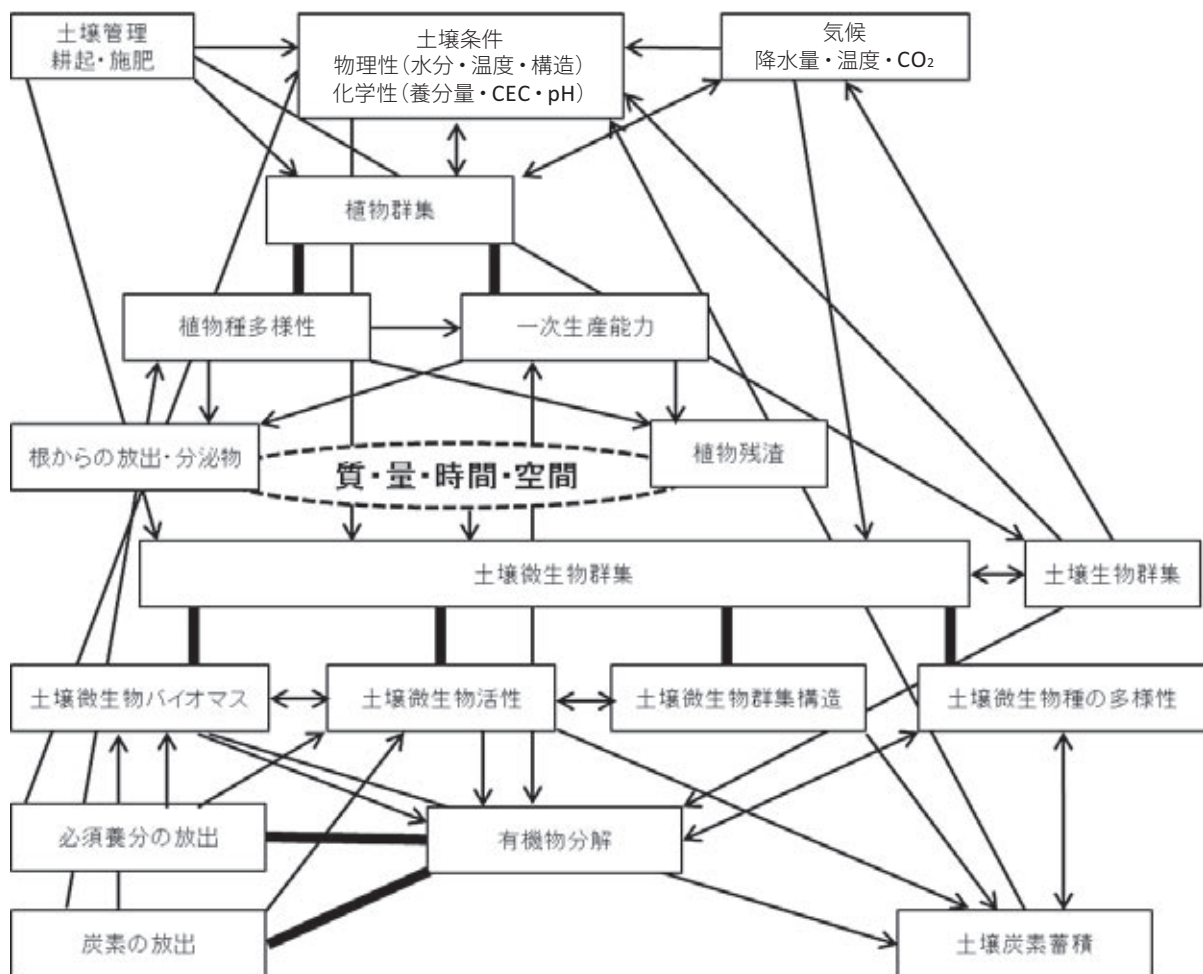 土壌管理
耕起・施肥
土壌条件
物理性（水分・温度・構造）
化学性（養分量・CEC・pH）
気候
降水量・温度・CO₂
植物群集
植物種多様性
一次生産能力
根からの放出・分泌物
質・量・時間・空間
植物残渣
土壌微生物群集
土壌生物群集
土壌微生物バイオマス
土壌微生物活性
土壌微生物群集構造
土壌微生物種の多様性
必須養分の放出
有機物分解
炭素の放出
土壌炭素蓄積